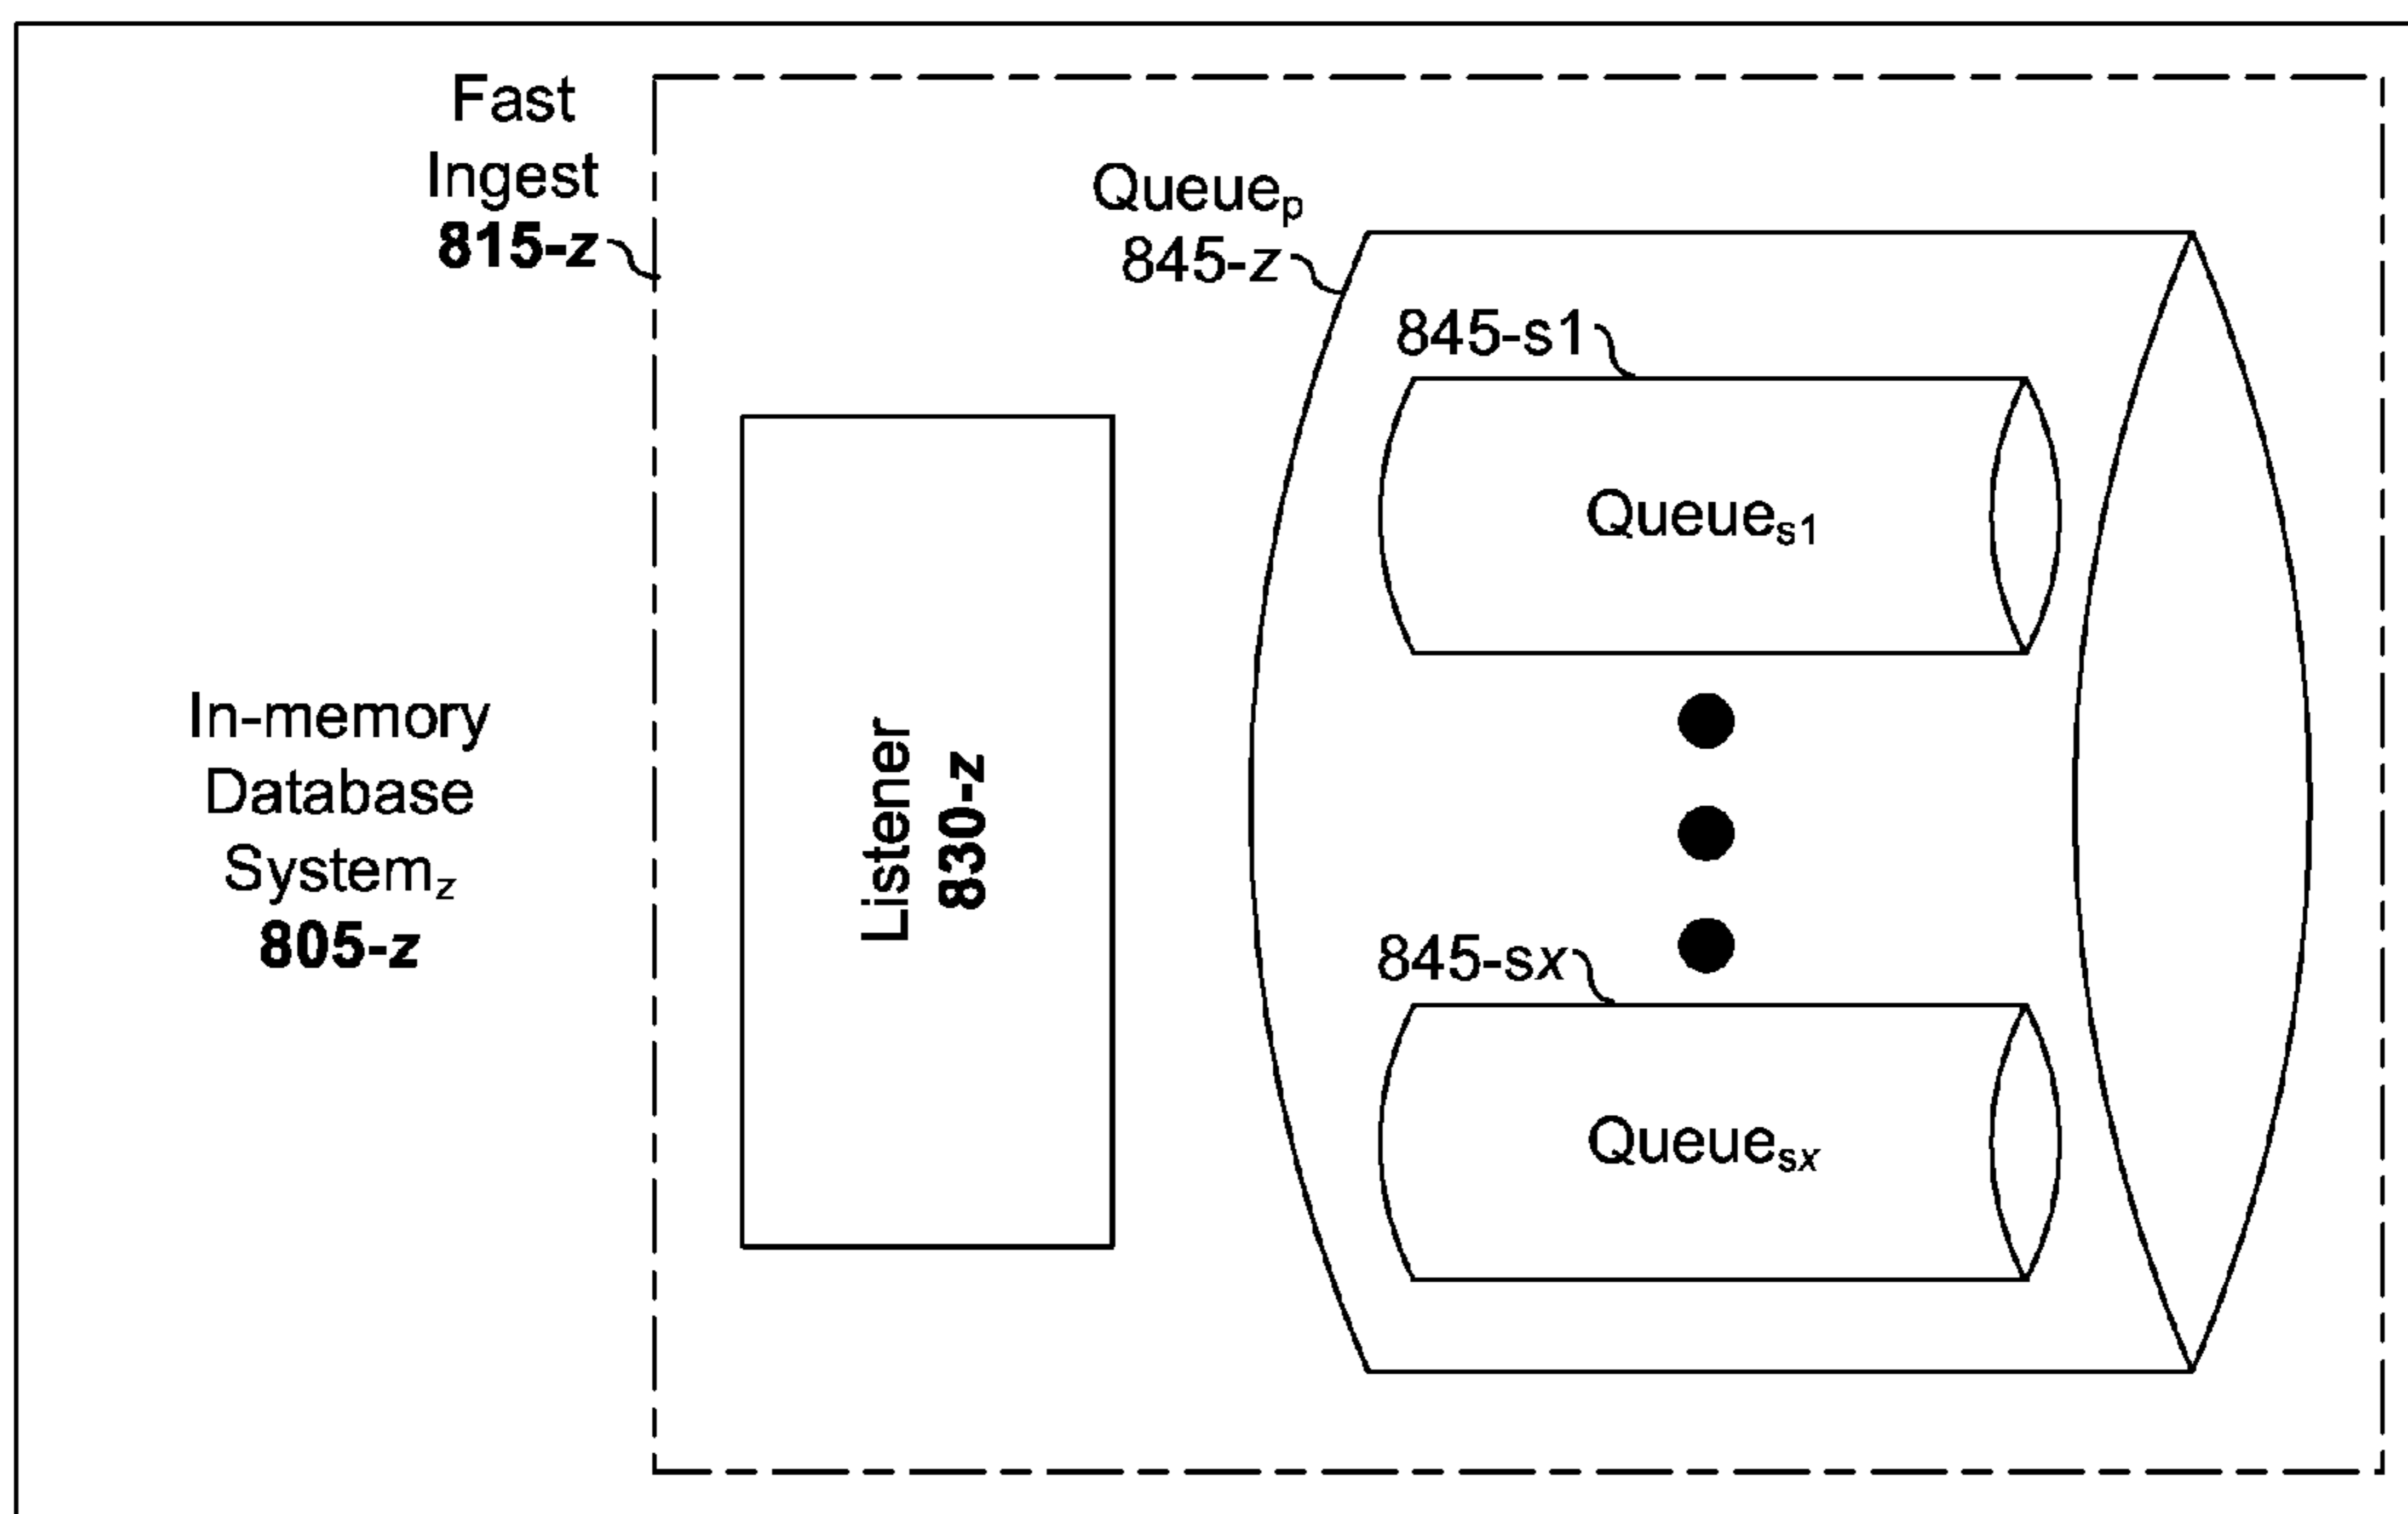 Fast
Ingest
815-z
Queuep
845-z
845-s1
Queues1
In-memory
Database
Systemz
805-z
Listener
830-z
845-sx
Queuesx